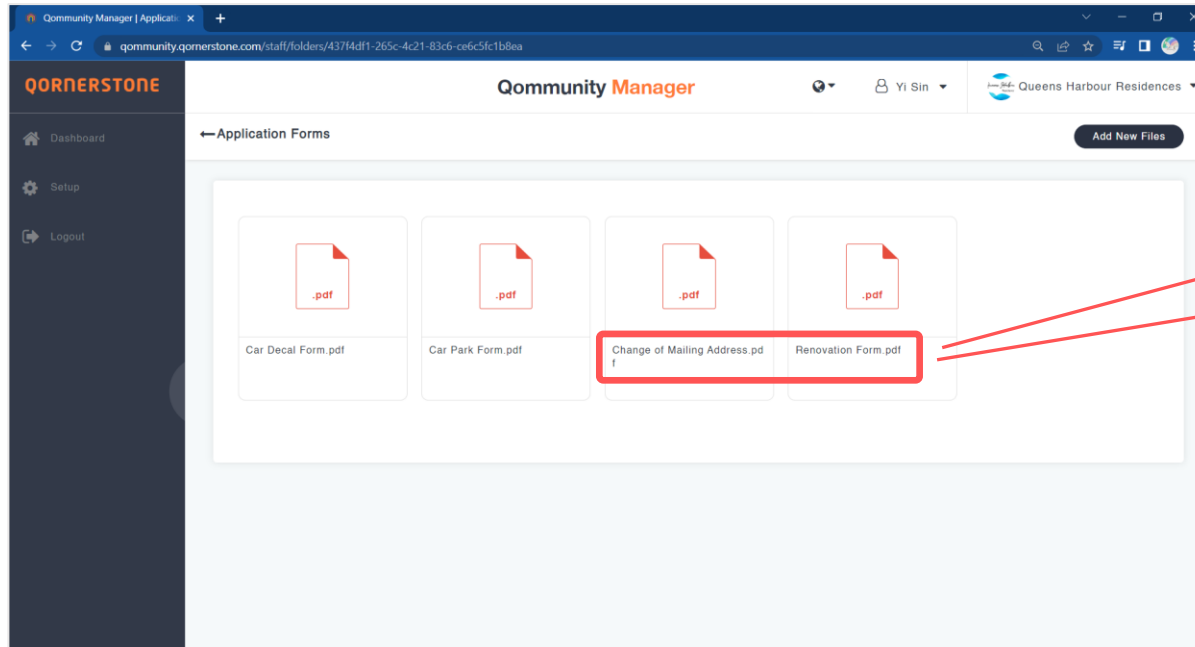 Qommunity Manager | Applicatio
qommunity.qornerstone.com/staff/folders/437f4df1-265c-4c21-83c6-ce6c5fc1b8ea
QORNERSTONE
Qommunity Manager
Yi Sin
Queens Harbour Residences
Dashboard
Application Forms
Add New Files
Setup
Logout
.pdf
.pdf
.pdf
.pdf
Car Decal Form.pdf
Car Park Form.pdf
Change of Mailing Address.pd
f
Renovation Form.pdf